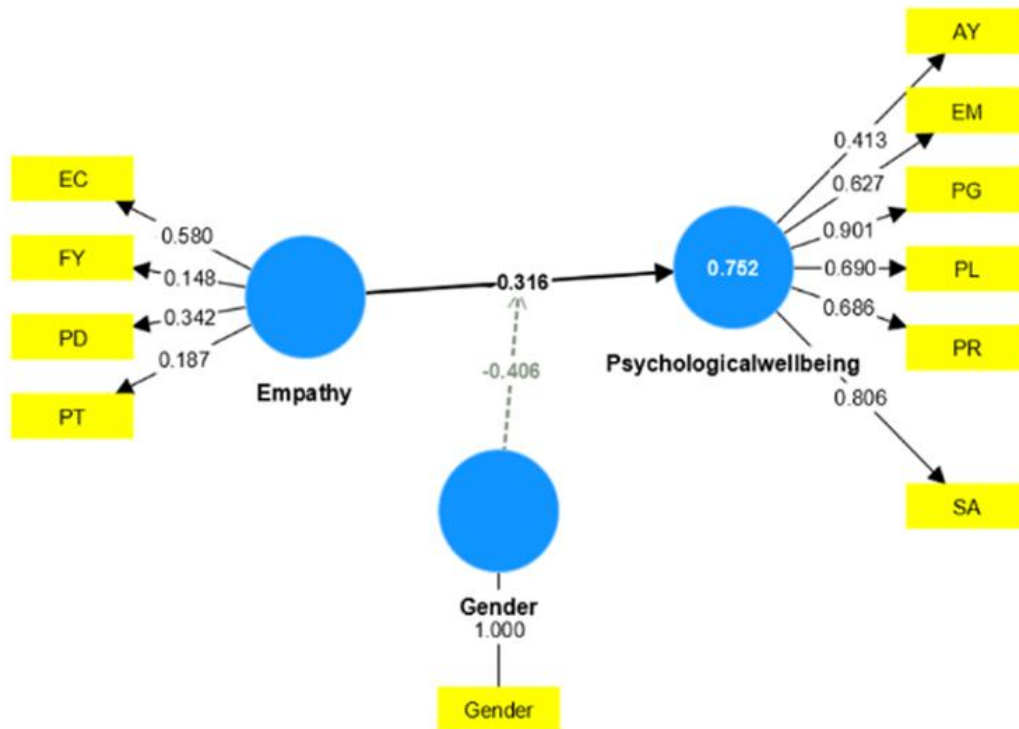 AY
EM
PG
PL
PR
SA
0.413
0.627
0.901
0.690
0.686
0.806
EC
FY
PD
PT
0.580
0.148
0.342
0.187
-0.316
0.752
Empathy
Psychologicalwellbeing
-0.406
Gender
1.000
Gender